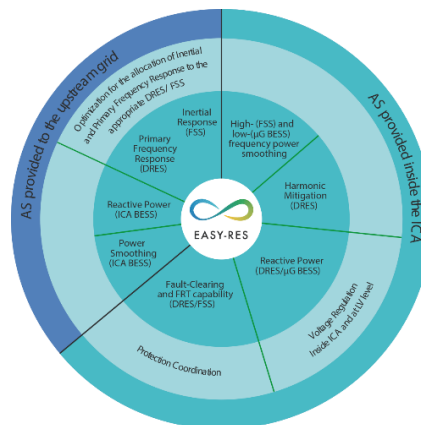 AS provided to the upstream grid
AS provided inside the ICA
Optimization for the allocation of Inertial
and Primary Frequency Response to the
appropriate DRES/ FSS
Inertial
Response
(FSS)
High- (FSS) and
low-(μG BESS)
frequency power
smoothing
Primary
Frequency
Response
(DRES)
Harmonic
Mitigation
(DRES)
Reactive Power
(ICA BESS)
EASY-RES
Power
Smoothing
(ICA BESS)
Reactive Power
(DRES/μG BESS)
Fault-Clearing
and FRT capability
(DRES/FSS)
Voltage Regulation
Inside ICA and at LV level
Protection Coordination